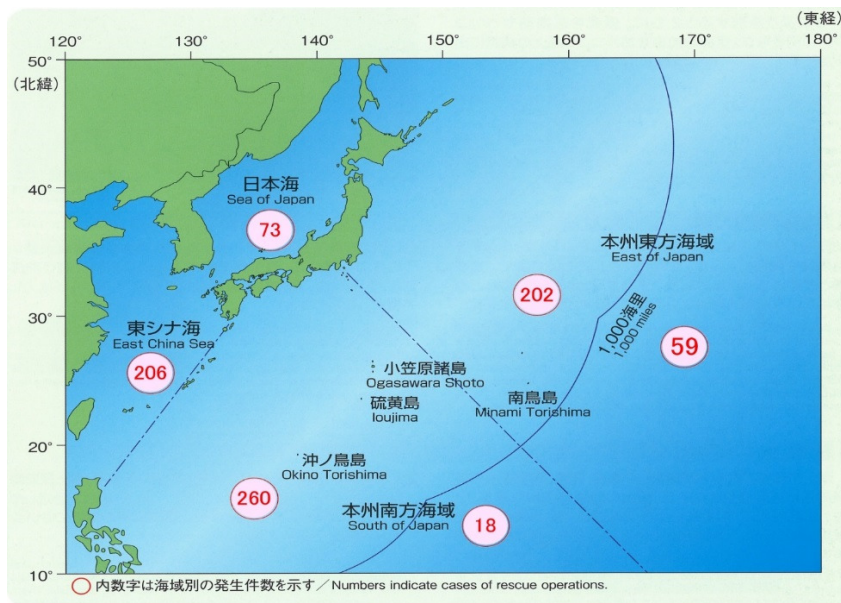 (東経)
120° 130° 140° 150° 160° 170° 180°
50°
(北緯)
40°
30°
20°
10°
日本海
Sea of Japan
73
本州東方海域
East of Japan
202
1,000海里
1,000 miles
59
東シナ海
East China Sea
206
小笠原諸島
Ogasawara Shoto
硫黄島
Ioujima
南鳥島
Minami Torishima
沖ノ鳥島
Okino Torishima
260
本州南方海域
South of Japan
18
○内数字は海域別の発生件数を示す/Numbers indicate cases of rescue operations.